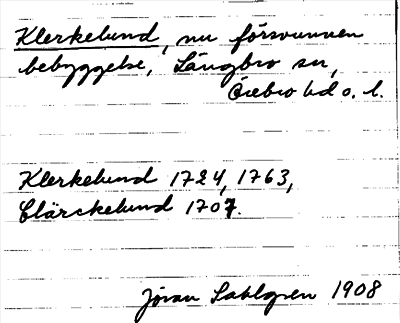 Klerkelund, nu försvunnen
bebyggelse, Längbro sn,
Örebro hd o. l.
Klerkelund 1724, 1763,
Clärckelund 1707.
Jöran Sahlgren 1908